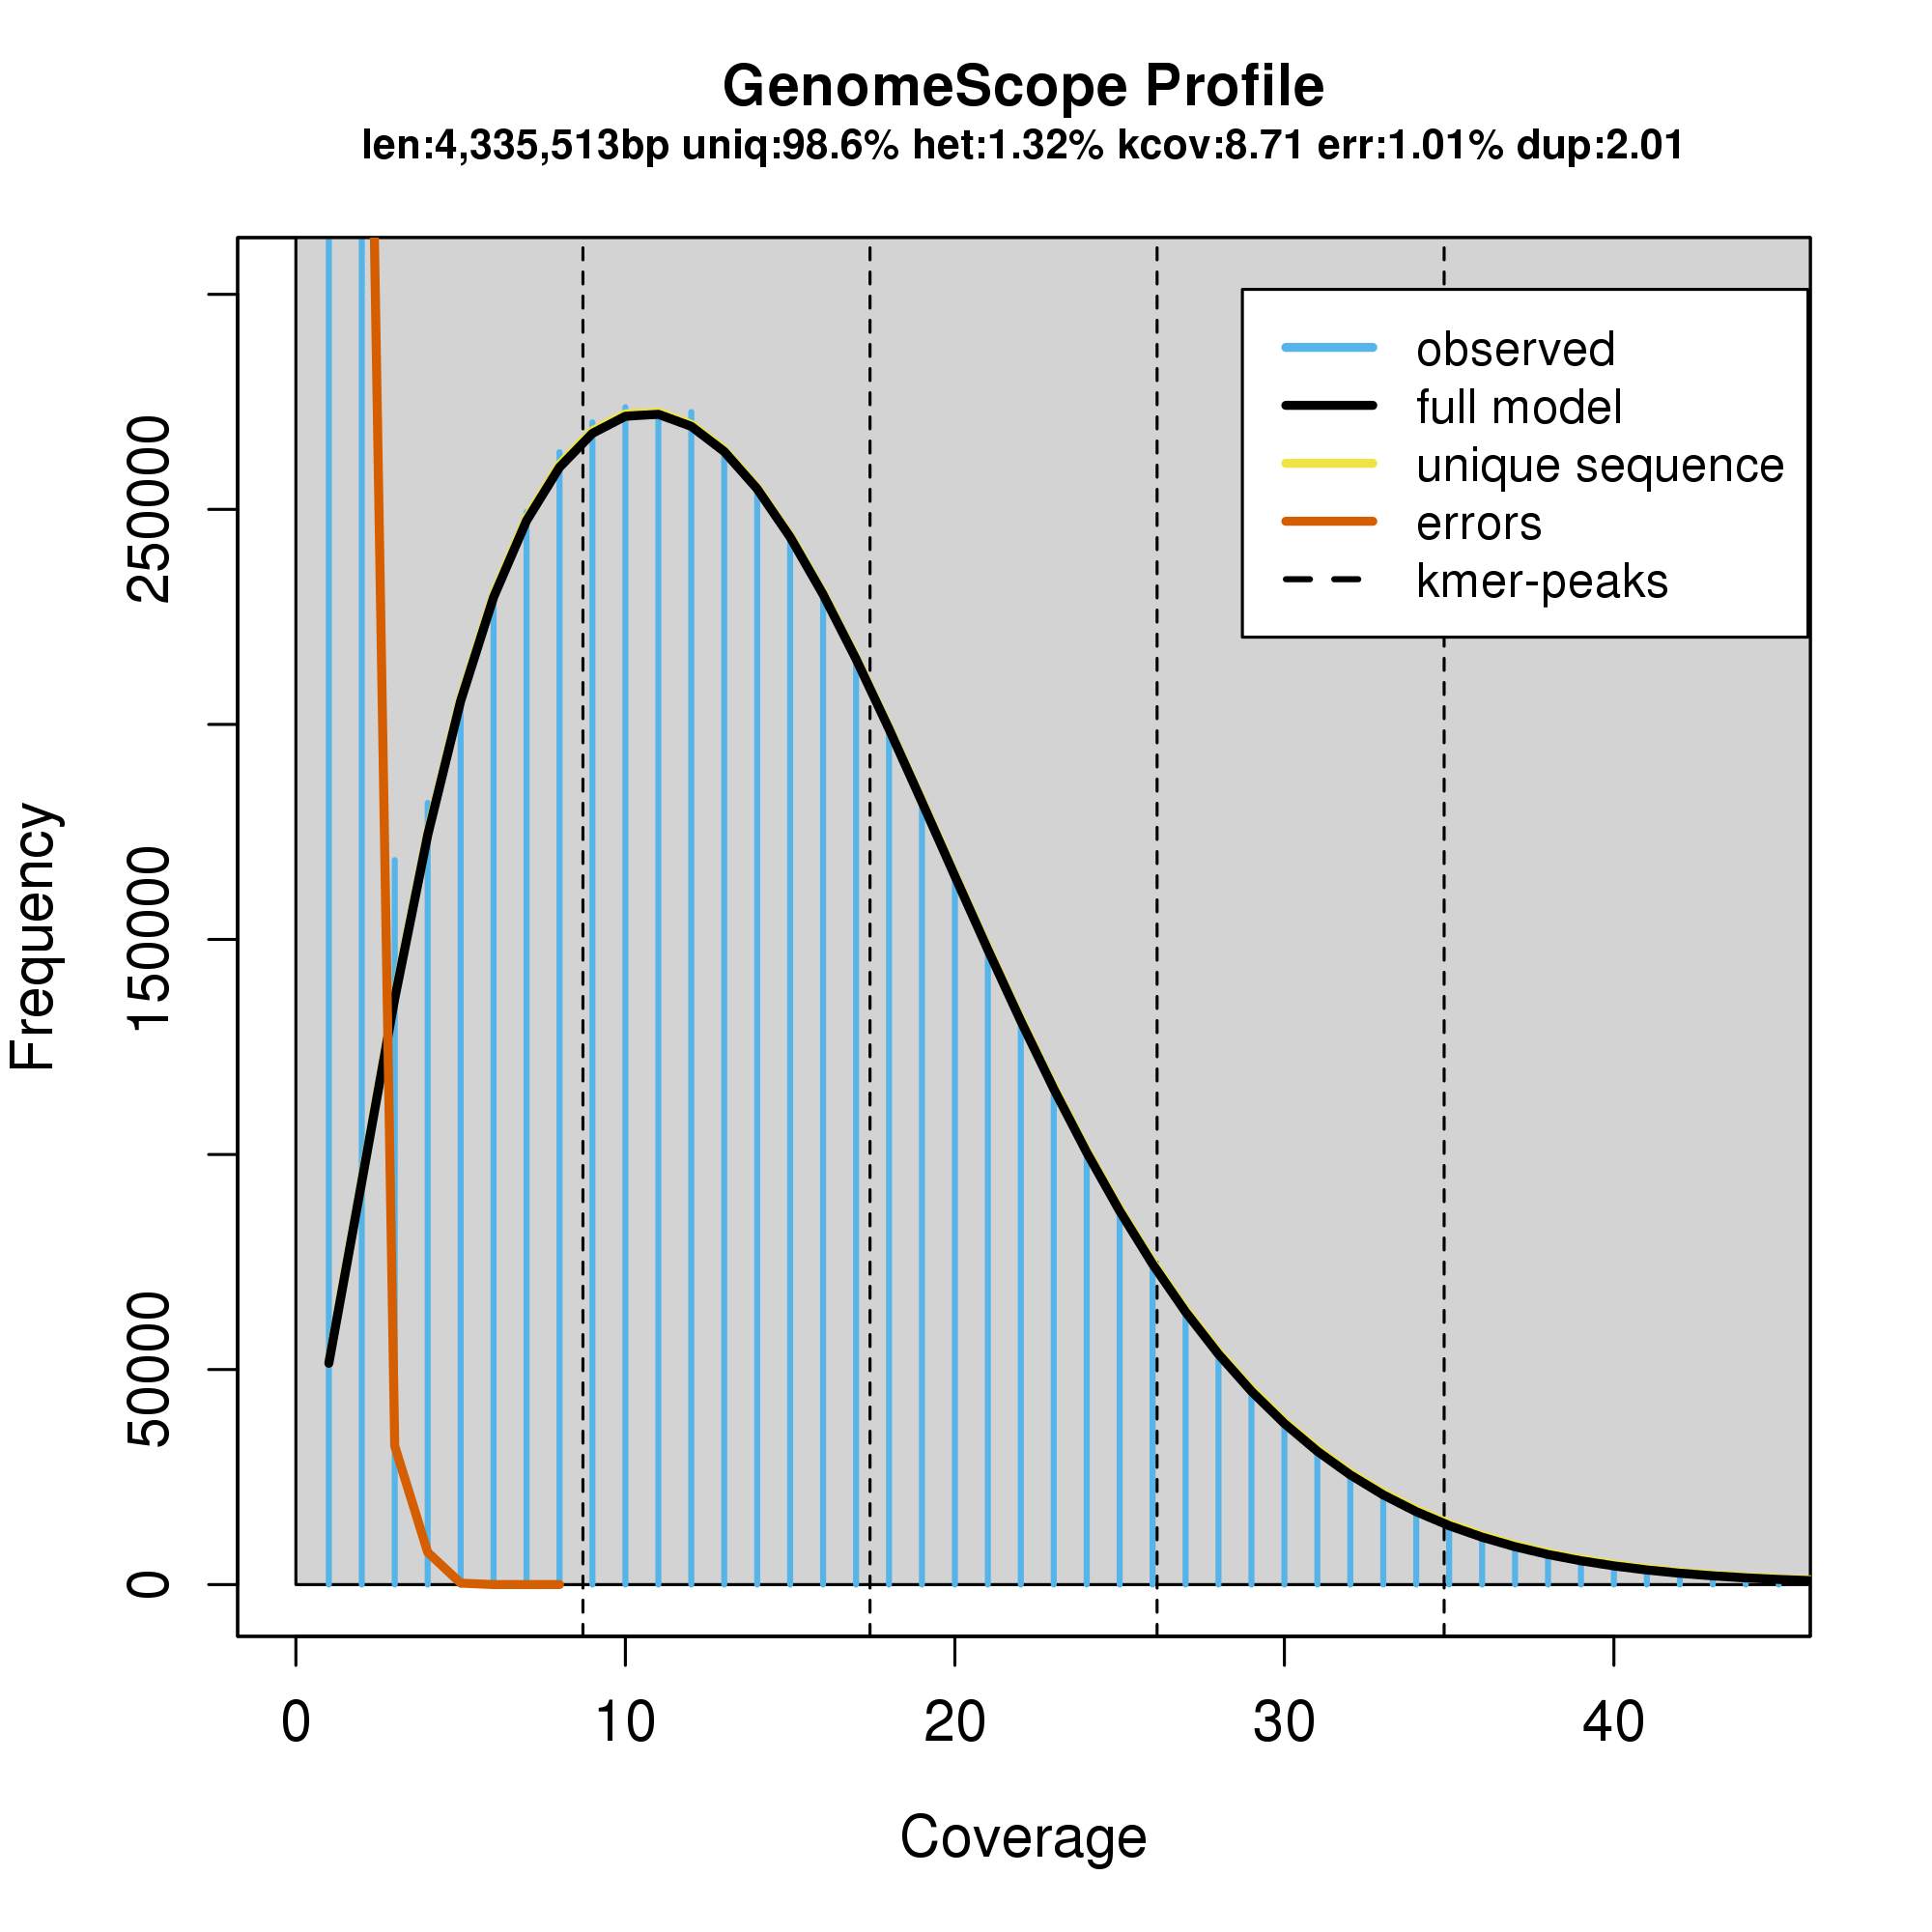 GenomeScope Profile
len:4,335,513bp uniq:98.6% het:1.32% kcov:8.71 err:1.01% dup:2.01
observed
full model
unique sequence
errors
kmer-peaks
Frequency
250000
150000
50000
0
0 10 20 30 40
Coverage